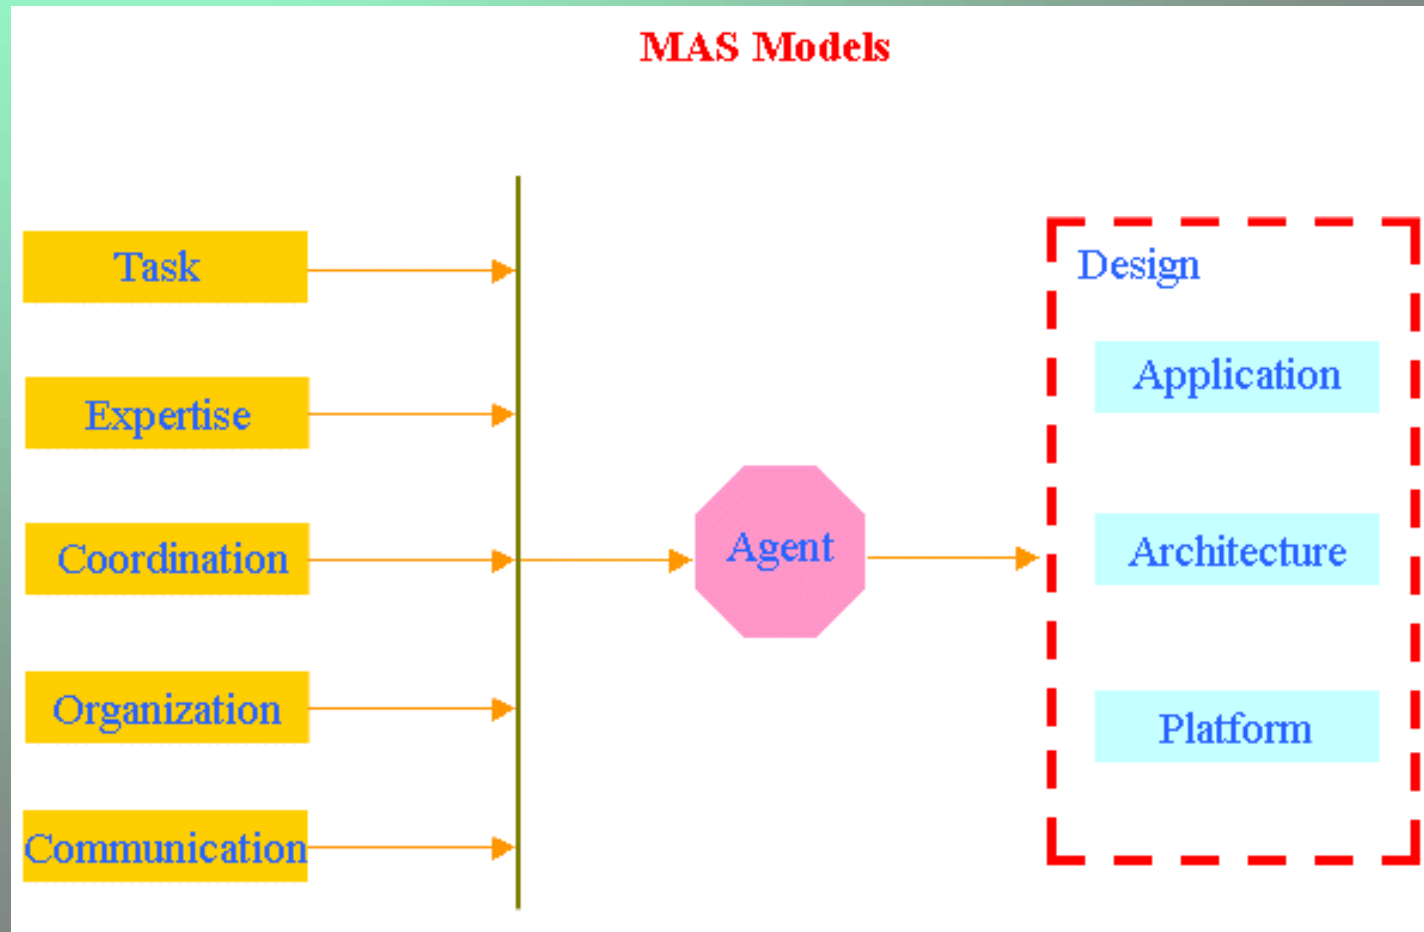 MAS Models
Task
Expertise
Coordination
Organization
Communication
Agent
Design
Application
Architecture
Platform